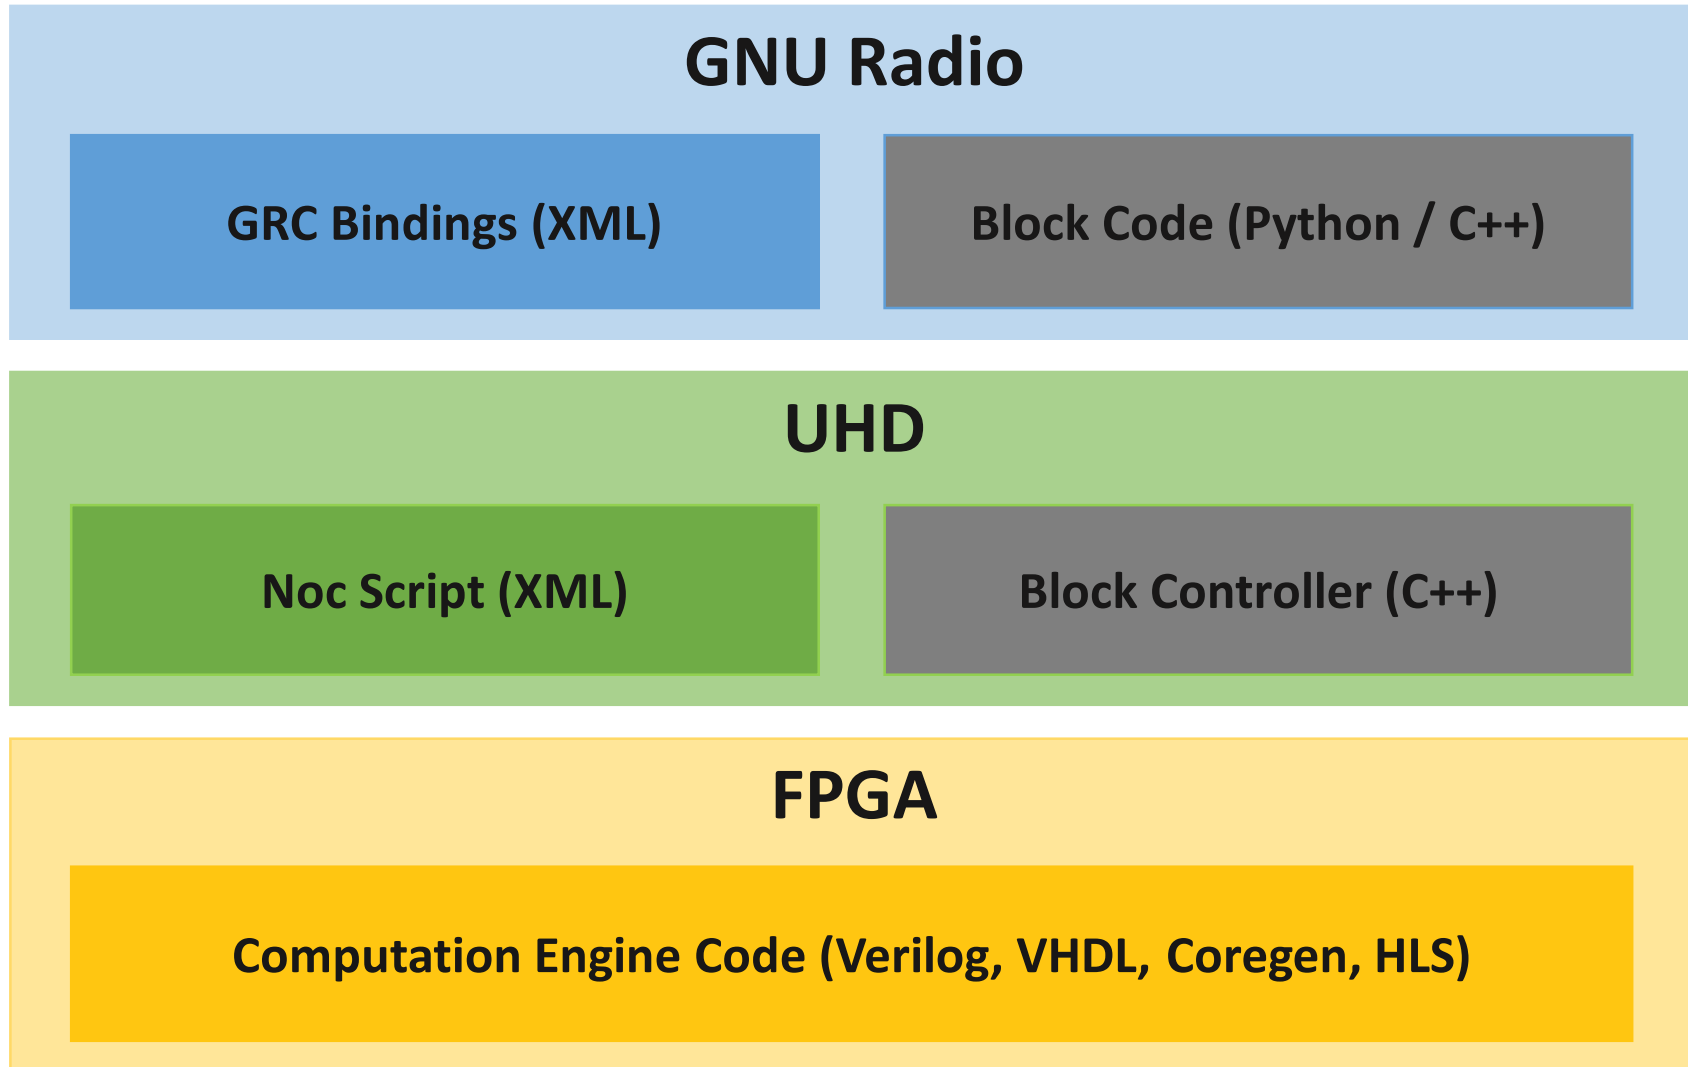 GNU Radio
GRC Bindings (XML)
Block Code (Python / C++)
UHD
Noc Script (XML)
Block Controller (C++)
FPGA
Computation Engine Code (Verilog, VHDL, Coregen, HLS)